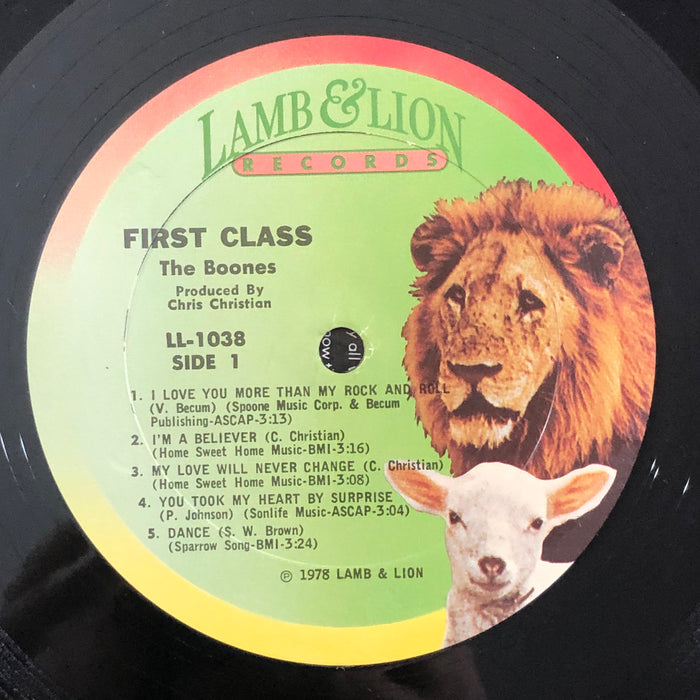 LAMB & LION
RECORDS
FIRST CLASS
The Boones
Produced By
Chris Christian
LL-1038
SIDE 1
1. I LOVE YOU MORE THAN MY ROCK AND ROLL
(V. Becum) (Spoone Music Corp. & Becum
Publishing-ASCAP-3:13)
2. I'M A BELIEVER (C. Christian)
(Home Sweet Home Music-BMI-3:16)
3. MY LOVE WILL NEVER CHANGE (C. Christian)
(Home Sweet Home Music-BMI-3:08)
4. YOU TOOK MY HEART BY SURPRISE
(P. Johnson) (Sonlife Music-ASCAP-3:04)
5. DANCE (S. W. Brown)
(Sparrow Song-BMI-3:24)
℗ 1978 LAMB & LION